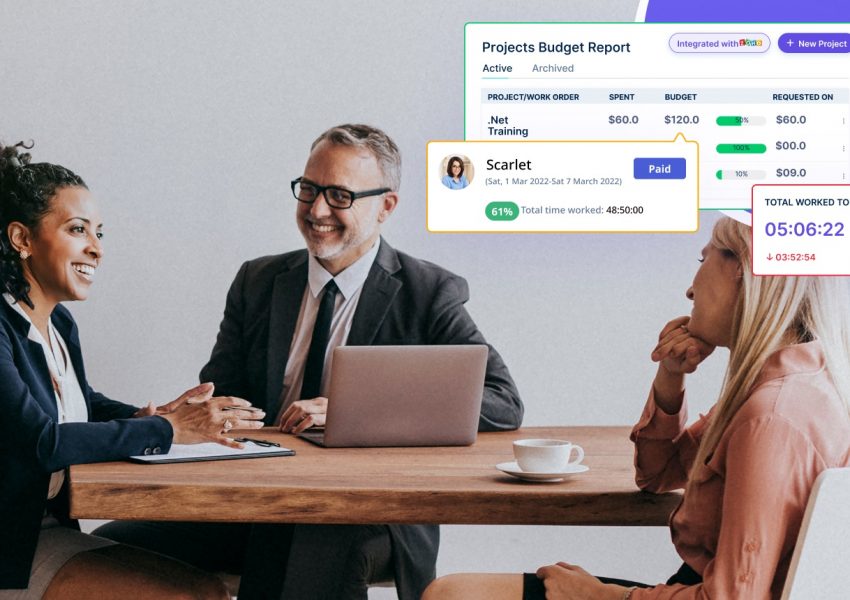 Projects Budget Report
Integrated with ZOHO
+ New Project
Active Archived
PROJECT/WORK ORDER SPENT BUDGET REQUESTED ON
.Net
Training
$60.0 $120.0 50% $60.0
100% $00.0
10% $09.0
Scarlet
Paid
(Sat, 1 Mar 2022-Sat 7 March 2022)
61% Total time worked: 48:50:00
TOTAL WORKED TO
05:06:22
↓ 03:52:54